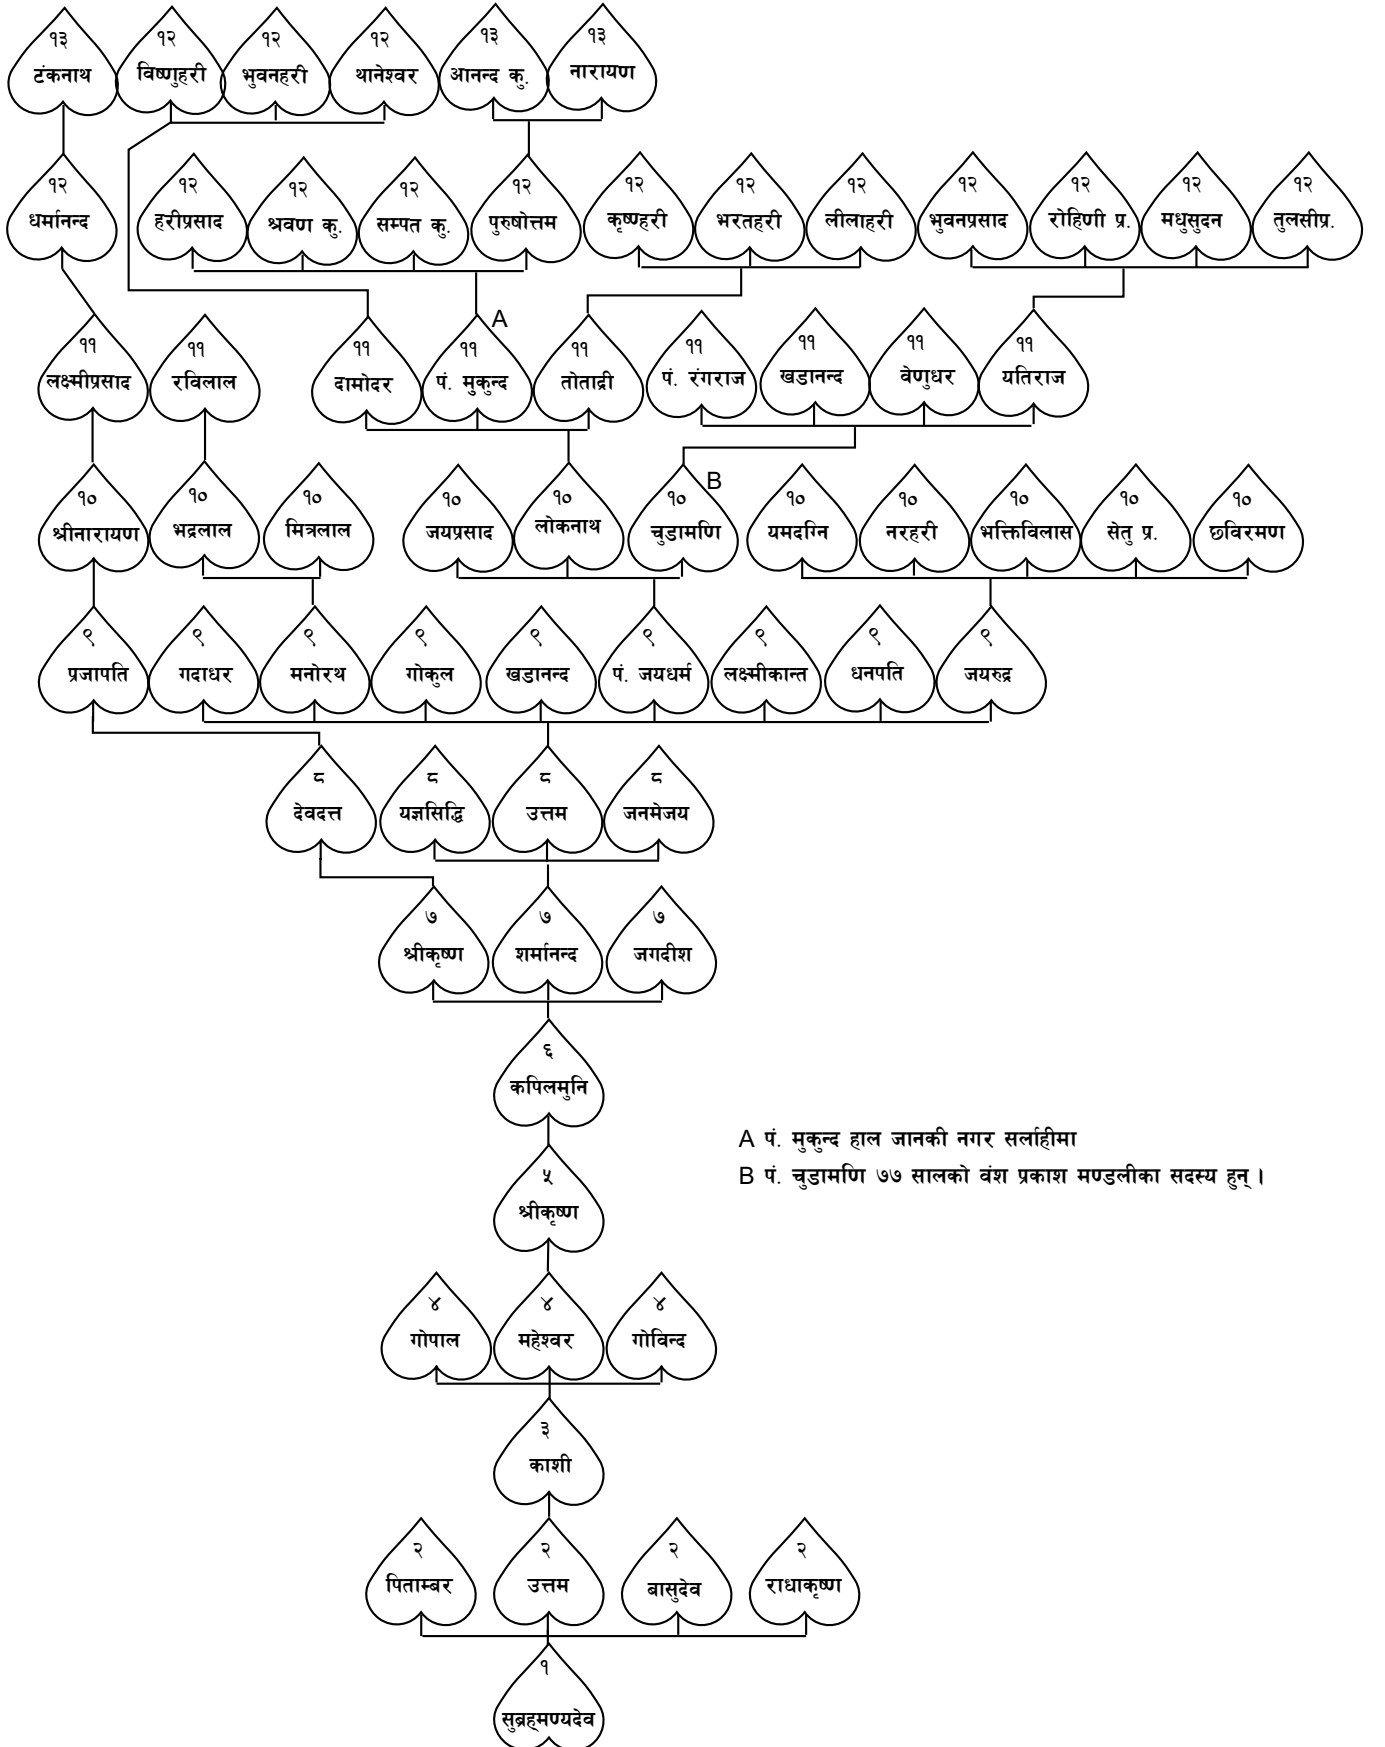 १३ १२ १२ १२ १३ १३
टंकनाथ विष्णुहरी भुवनहरी थानेश्वर आनन्द कु. नारायण
१२ १२ १२ १२ १२ १२ १२ १२ १२ १२ १२ १२
धर्मानन्द हरीप्रसाद श्रवण कु. सम्पत कु. पुरुषोत्तम कृष्णहरी भरतहरी लीलाहरी भुवनप्रसाद रोहिणी प्र. मधुसुदन तुलसीप्र.
A
११ ११ ११ ११ ११ ११ ११ ११ ११
लक्ष्मीप्रसाद रविलाल दामोदर पं. मुकुन्द तोताद्री पं. रंगराज खडानन्द वेणुधर यतिराज
B
१० १० १० १० १० १० १० १० १० १० १०
श्रीनारायण भद्रलाल मित्रलाल जयप्रसाद लोकनाथ चुडामणि यमदग्नि नरहरी भक्तिविलास सेतु प्र. छविरमण
९ ९ ९ ९ ९ ९ ९ ९ ९
प्रजापति गदाधर मनोरथ गोकुल खडानन्द पं. जयधर्म लक्ष्मीकान्त धनपति जयरुद्र
८ ८ ८ ८
देवदत्त यज्ञसिद्धि उत्तम जनमेजय
७ ७ ७
श्रीकृष्ण शर्मानन्द जगदीश
६
कपिलमुनि
A पं. मुकुन्द हाल जानकी नगर सर्लाहीमा
B पं. चुडामणि ७७ सालको वंश प्रकाश मण्डलीका सदस्य हुन् ।
५
श्रीकृष्ण
४ ४ ४
गोपाल महेश्वर गोविन्द
३
काशी
२ २ २ २
पिताम्बर उत्तम बासुदेव राधाकृष्ण
१
सुब्रह्मण्यदेव